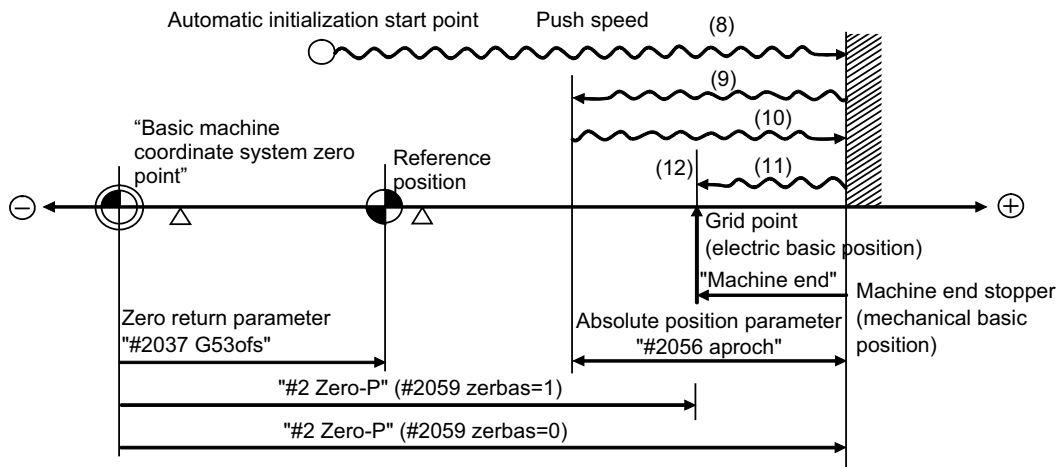 Automatic initialization start point
Push speed
(8)
(9)
(10)
"Basic machine
coordinate system zero
point"
Reference
position
(12)
(11)
−
+
Grid point
(electric basic position)
"Machine end"
Machine end stopper
(mechanical basic
position)
Zero return parameter
"#2037 G53ofs"
Absolute position parameter
"#2056 aproch"
"#2 Zero-P" (#2059 zerbas=1)
"#2 Zero-P" (#2059 zerbas=0)